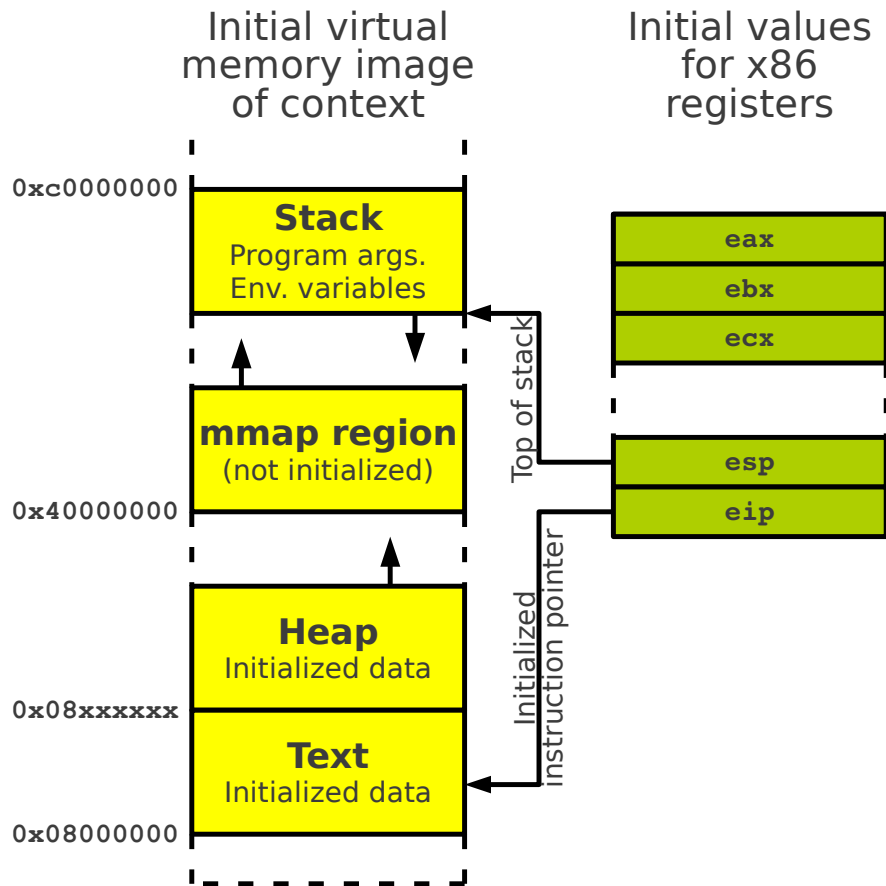 Initial virtual
memory image
of context
Initial values
for x86
registers
0xc0000000
Stack
Program args.
Env. variables
mmap region
(not initialized)
0x40000000
Heap
Initialized data
0x08xxxxxx
Text
Initialized data
0x08000000
Top of stack
Initialized
instruction pointer
eax
ebx
ecx
esp
eip